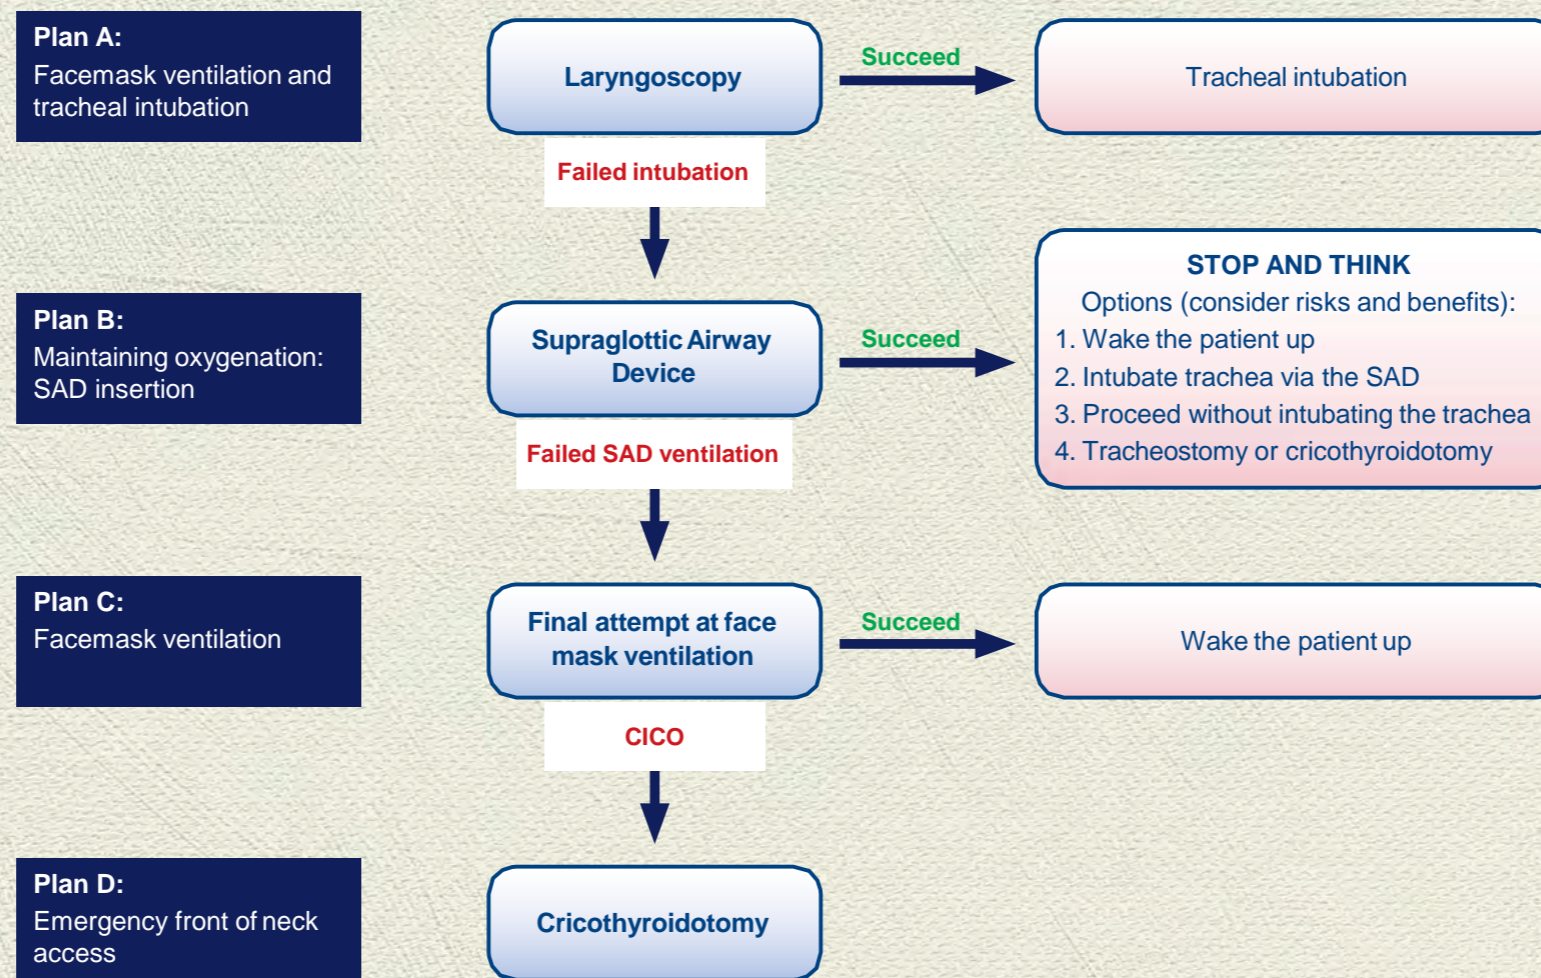 Plan A:
Facemask ventilation and
tracheal intubation
Laryngoscopy
Succeed
Tracheal intubation
Failed intubation
Plan B:
Maintaining oxygenation:
SAD insertion
Supraglottic Airway
Device
Succeed
STOP AND THINK
Options (consider risks and benefits):
1. Wake the patient up
2. Intubate trachea via the SAD
3. Proceed without intubating the trachea
4. Tracheostomy or cricothyroidotomy
Failed SAD ventilation
Plan C:
Facemask ventilation
Final attempt at face
mask ventilation
Succeed
Wake the patient up
CICO
Plan D:
Emergency front of neck
access
Cricothyroidotomy